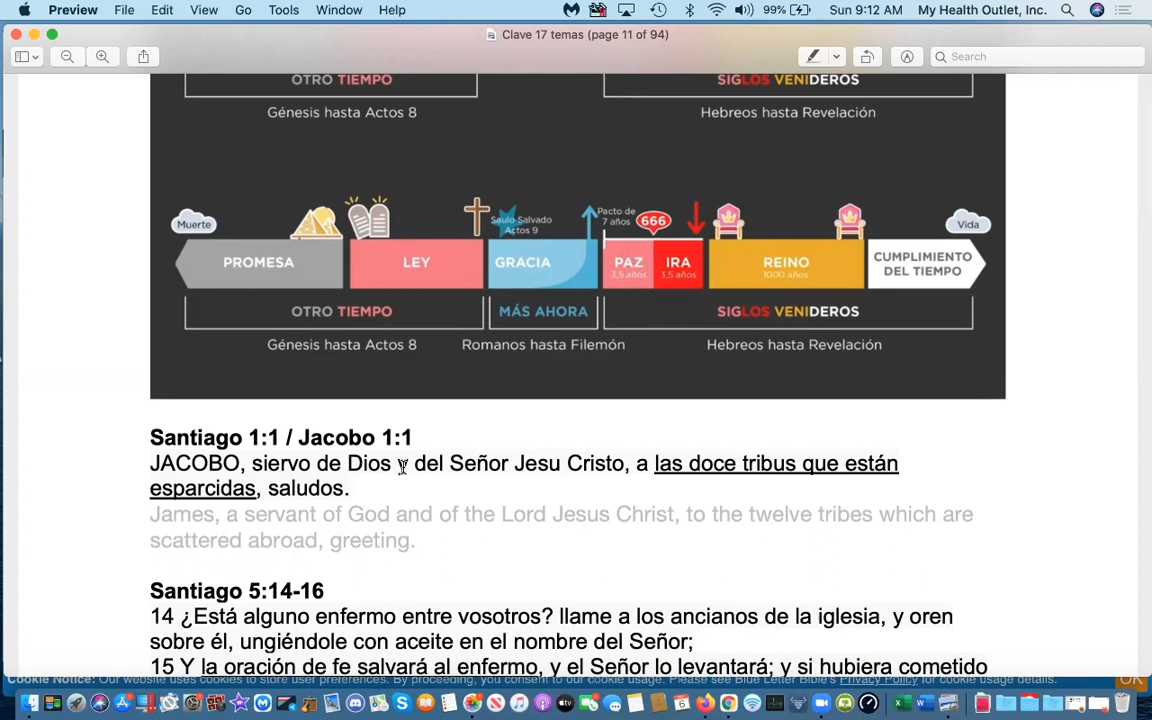 Preview File Edit View Go Tools Window Help 99% Sun 9:12 AM My Health Outlet, Inc.
Clave 17 temas (page 11 of 94)
Search
OTRO TIEMPO SIGLOS VENIDEROS
Génesis hasta Actos 8 Hebreos hasta Revelación
Muerte Saulo Salvado Actos 9 Pacto de 7 años 666 Vida
PROMESA LEY GRACIA PAZ 3,5 años IRA 3,5 años REINO 1000 años CUMPLIMIENTO DEL TIEMPO
OTRO TIEMPO MÁS AHORA SIGLOS VENIDEROS
Génesis hasta Actos 8 Romanos hasta Filemón Hebreos hasta Revelación
Santiago 1:1 / Jacobo 1:1
JACOBO, siervo de Dios y del Señor Jesu Cristo, a las doce tribus que están
esparcidas, saludos.
James, a servant of God and of the Lord Jesus Christ, to the twelve tribes which are
scattered abroad, greeting.
Santiago 5:14-16
14 ¿Está alguno enfermo entre vosotros? llame a los ancianos de la iglesia, y oren
sobre él, ungiéndole con aceite en el nombre del Señor;
15 Y la oración de fe salvará al enfermo, y el Señor lo levantará; y si hubiera cometido
Cookie Notice: Our website uses cookies to store user preferences. By proceeding, you consent to our cookie usage. Please see Blue Letter Bible's Privacy Policy for cookie usage details. OK